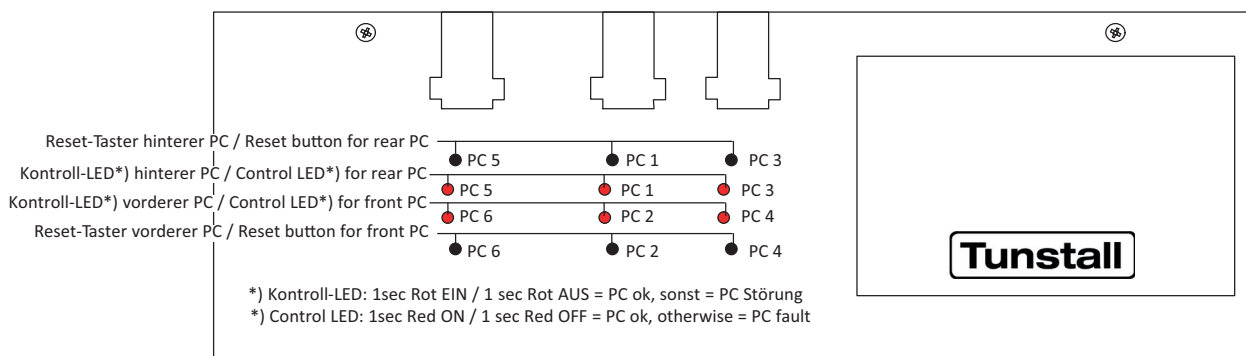 Reset-Taster hinterer PC / Reset button for rear PC
PC 5 PC 1 PC 3
Kontroll-LED*) hinterer PC / Control LED*) for rear PC
PC 5 PC 1 PC 3
Kontroll-LED*) vorderer PC / Control LED*) for front PC
PC 6 PC 2 PC 4
Reset-Taster vorderer PC / Reset button for front PC
PC 6 PC 2 PC 4
Tunstall
*) Kontroll-LED: 1sec Rot EIN / 1 sec Rot AUS = PC ok, sonst = PC Störung
*) Control LED: 1sec Red ON / 1 sec Red OFF = PC ok, otherwise = PC fault